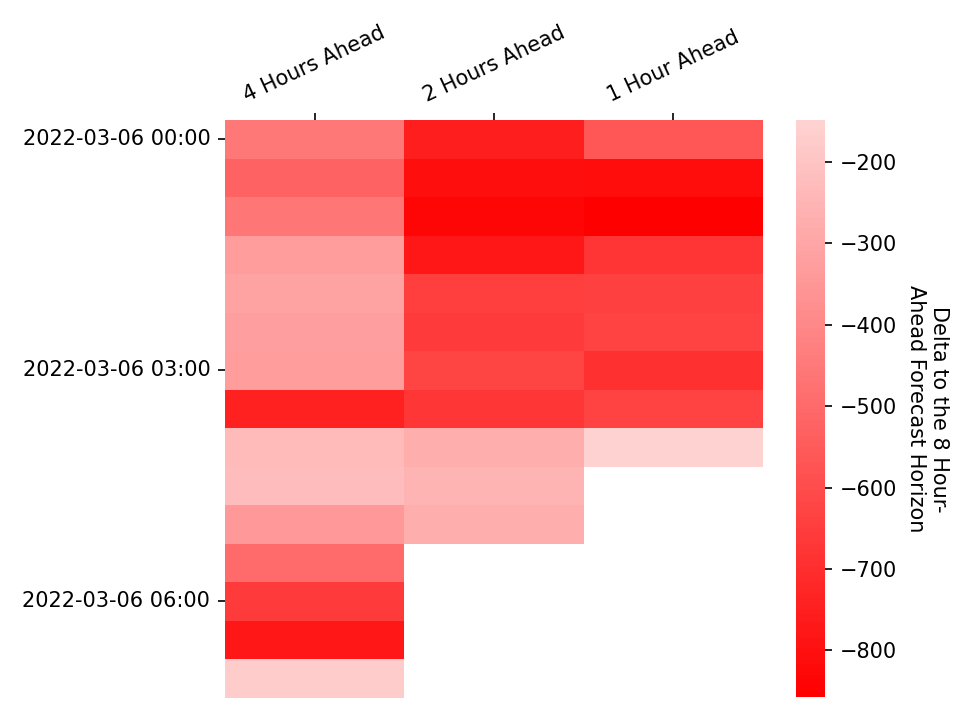 4 Hours Ahead
2 Hours Ahead
1 Hour Ahead
2022-03-06 00:00
2022-03-06 03:00
2022-03-06 06:00
−200
−300
−400
−500
−600
−700
−800
Delta to the 8 Hour-
Ahead Forecast Horizon